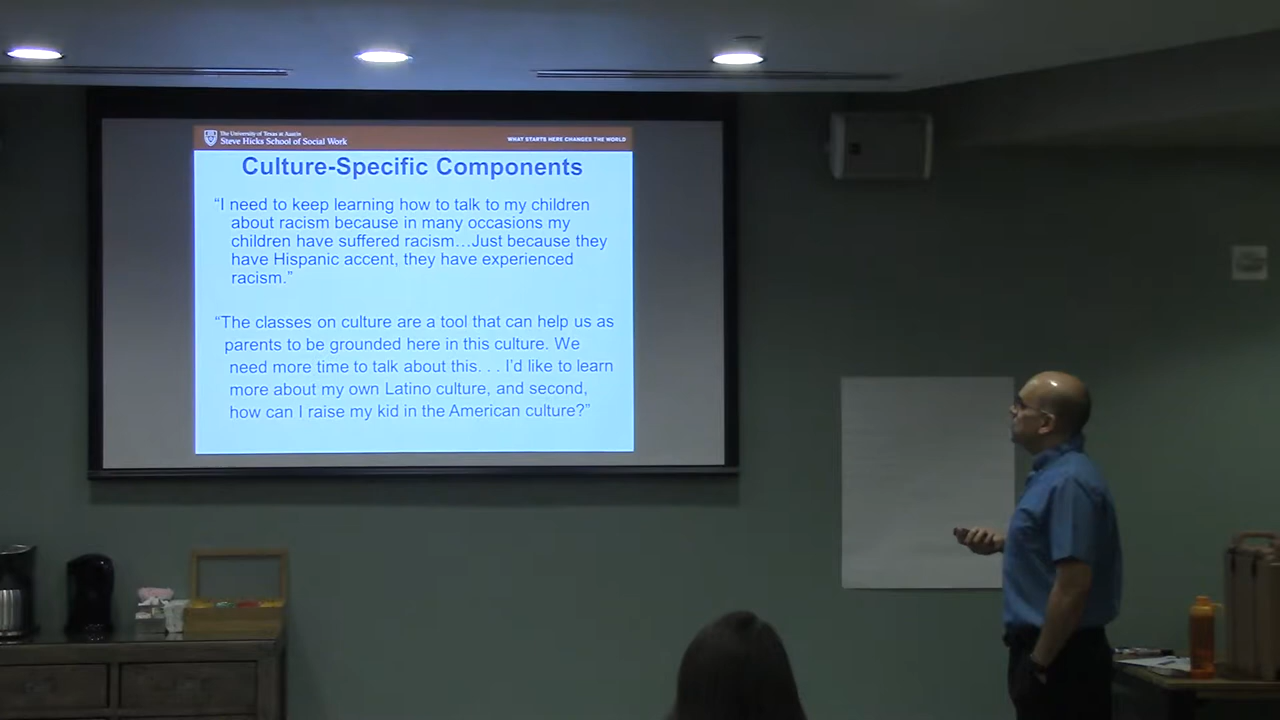 The University of Texas at Austin
Steve Hicks School of Social Work
WHAT STARTS HERE CHANGES THE WORLD
Culture-Specific Components
“I need to keep learning how to talk to my children
about racism because in many occasions my
children have suffered racism…Just because they
have Hispanic accent, they have experienced
racism.”
“The classes on culture are a tool that can help us as
parents to be grounded here in this culture. We
need more time to talk about this. . . I’d like to learn
more about my own Latino culture, and second,
how can I raise my kid in the American culture?”